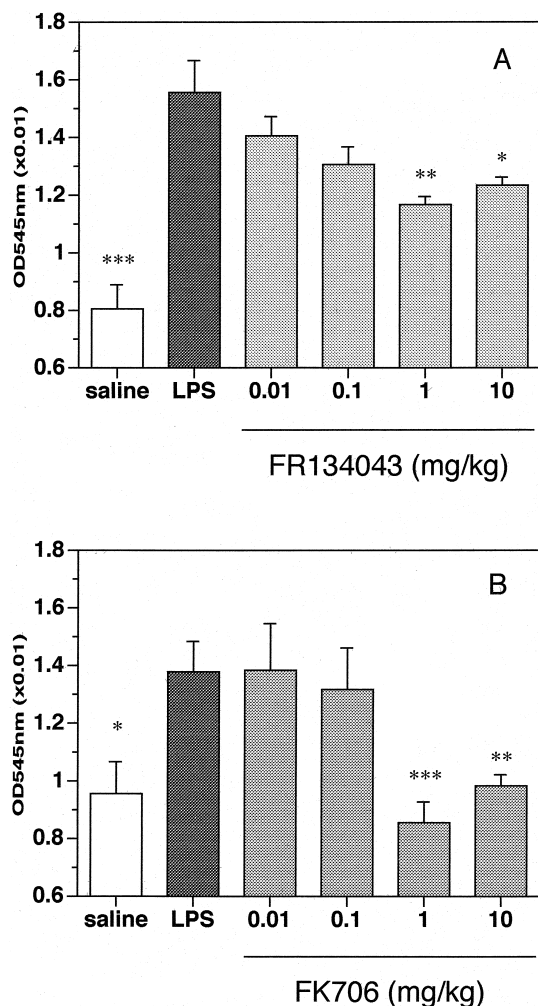 A
OD545nm (x0.01)
1.8
1.6
1.4
1.2
1
0.8
0.6
***
**
*
saline LPS 0.01 0.1 1 10
FR134043 (mg/kg)
B
OD545nm (x0.01)
1.8
1.6
1.4
1.2
1
0.8
0.6
*
***
**
saline LPS 0.01 0.1 1 10
FK706 (mg/kg)